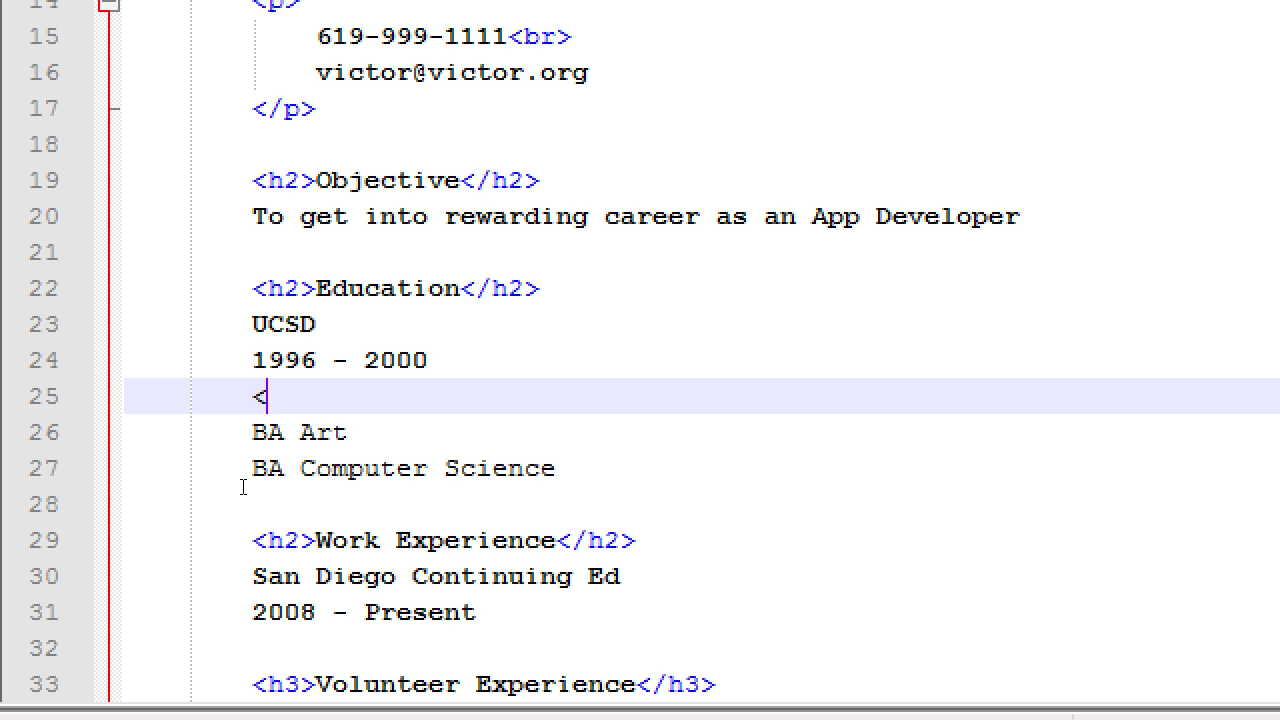 14 <p>
15 619-999-1111<br>
16 victor@victor.org
17 </p>
18
19 <h2>Objective</h2>
20 To get into rewarding career as an App Developer
21
22 <h2>Education</h2>
23 UCSD
24 1996 - 2000
25 <
26 BA Art
27 BA Computer Science
28
29 <h2>Work Experience</h2>
30 San Diego Continuing Ed
31 2008 - Present
32
33 <h3>Volunteer Experience</h3>